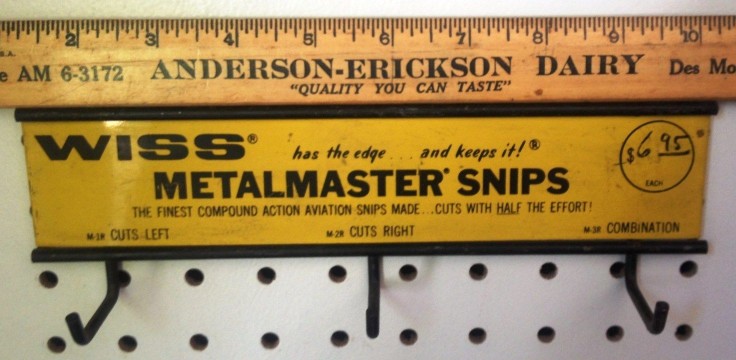 2 3 4 5 6 7 8 9 10
AM 6-3172 ANDERSON-ERICKSON DAIRY Des Mo
"QUALITY YOU CAN TASTE"
WISS® has the edge... and keeps it!®
$6.95
EACH
METALMASTER® SNIPS
THE FINEST COMPOUND ACTION AVIATION SNIPS MADE...CUTS WITH HALF THE EFFORT!
M-1R CUTS LEFT M-2R CUTS RIGHT M-3R COMBINATION